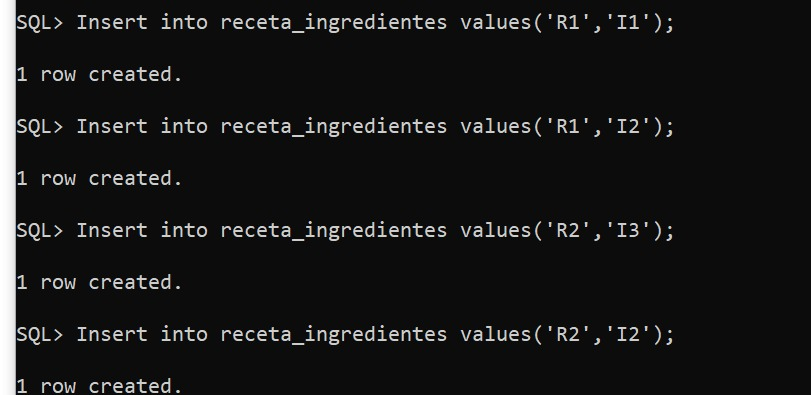 SQL> Insert into receta_ingredientes values('R1','I1');
1 row created.
SQL> Insert into receta_ingredientes values('R1','I2');
1 row created.
SQL> Insert into receta_ingredientes values('R2','I3');
1 row created.
SQL> Insert into receta_ingredientes values('R2','I2');
1 row created.